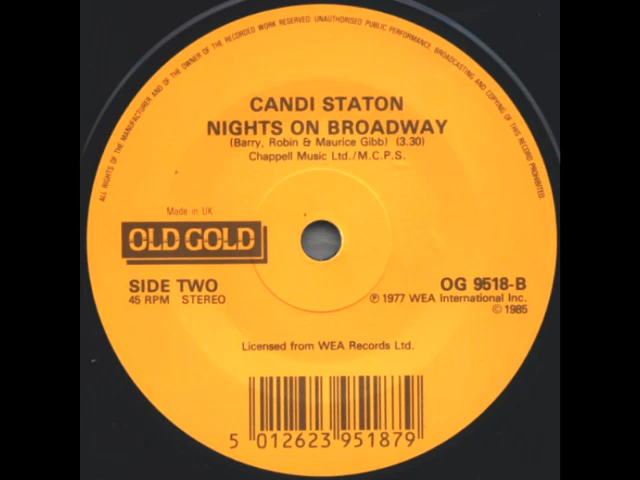 ALL RIGHTS OF THE MANUFACTURER AND OF THE OWNER OF THE RECORDED WORK RESERVED. UNAUTHORISED PUBLIC PERFORMANCE, BROADCASTING AND COPYING OF THIS RECORD PROHIBITED
CANDI STATON
NIGHTS ON BROADWAY
(Barry, Robin & Maurice Gibb) (3.30)
Chappell Music Ltd./M.C.P.S.
Made in UK
OLD GOLD
SIDE TWO
45 RPM STEREO
OG 9518-B
℗ 1977 WEA International Inc.
© 1985
Licensed from WEA Records Ltd.
5 012623 951879